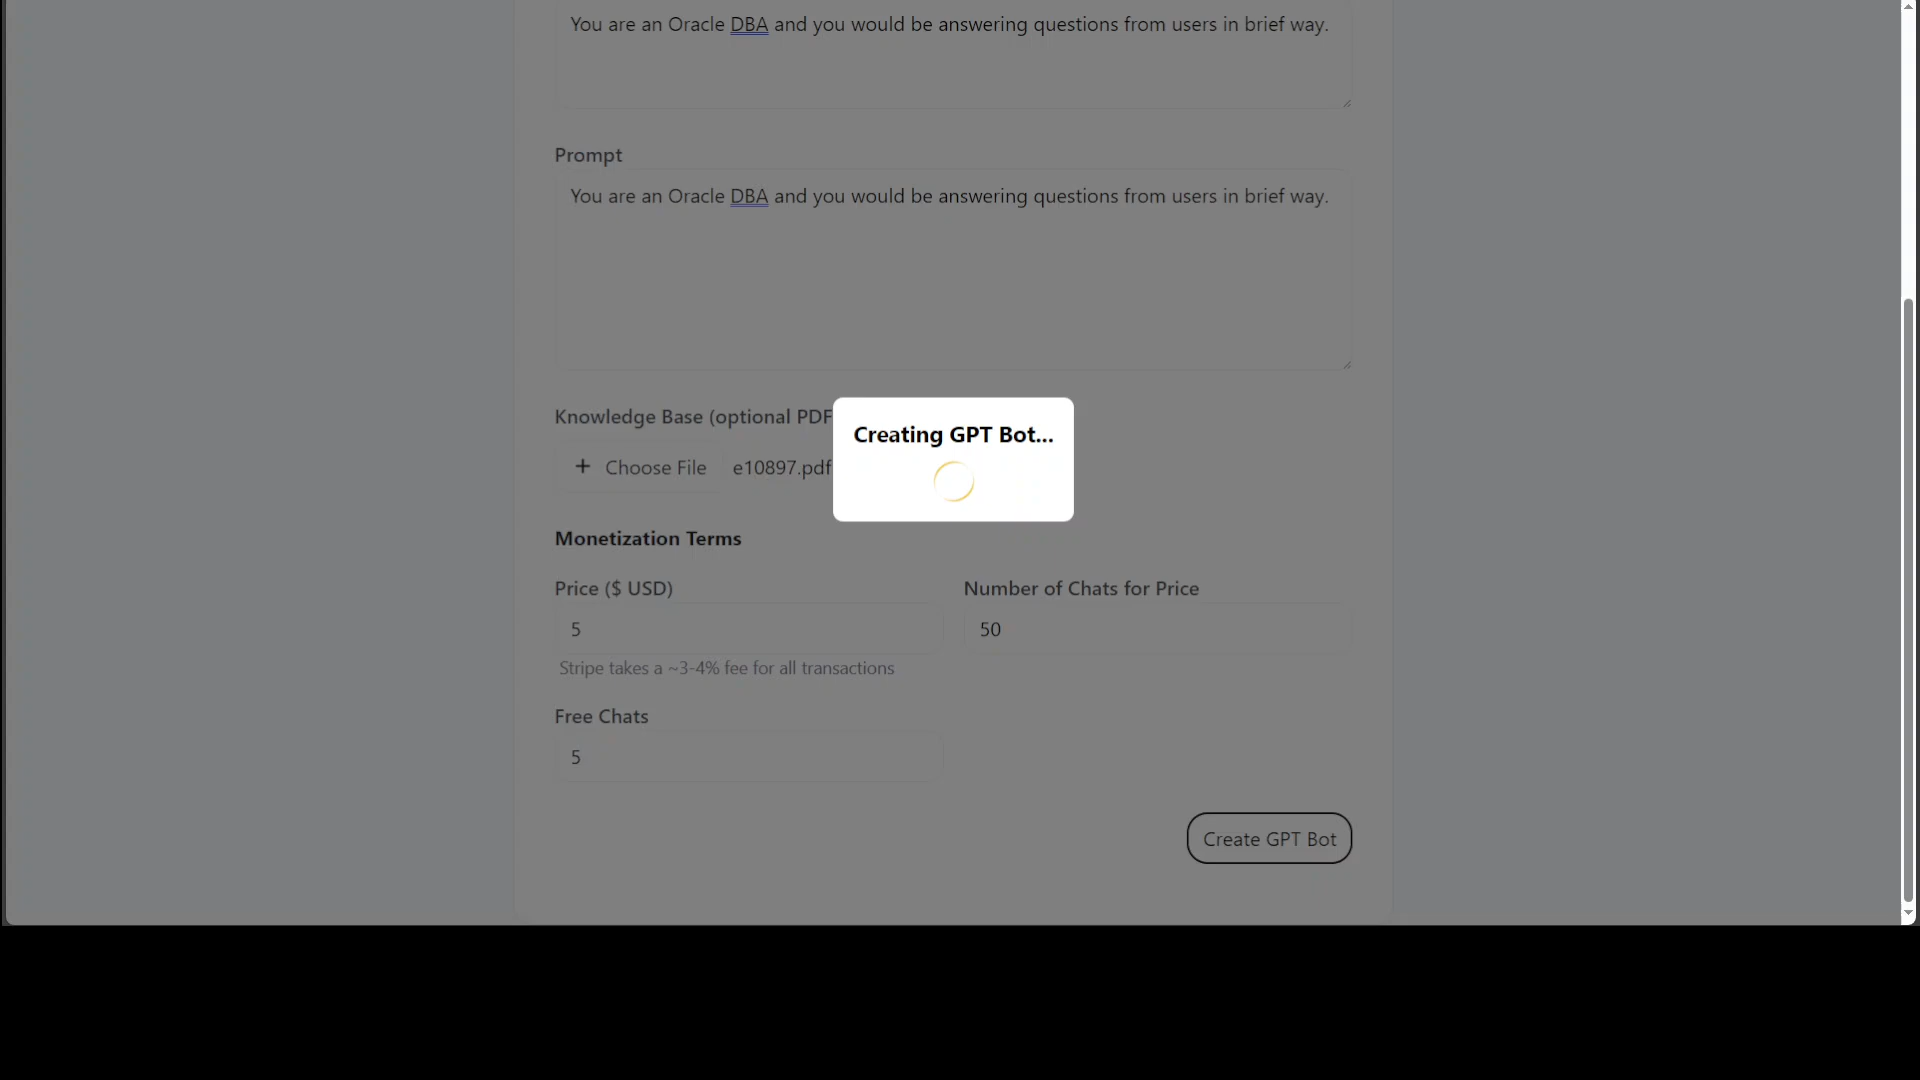 You are an Oracle DBA and you would be answering questions from users in brief way.
Prompt
You are an Oracle DBA and you would be answering questions from users in brief way.
Knowledge Base (optional PDF
+ Choose File e10897.pdf
Creating GPT Bot...
Monetization Terms
Price ($ USD) Number of Chats for Price
5 50
Stripe takes a ~3-4% fee for all transactions
Free Chats
5
Create GPT Bot